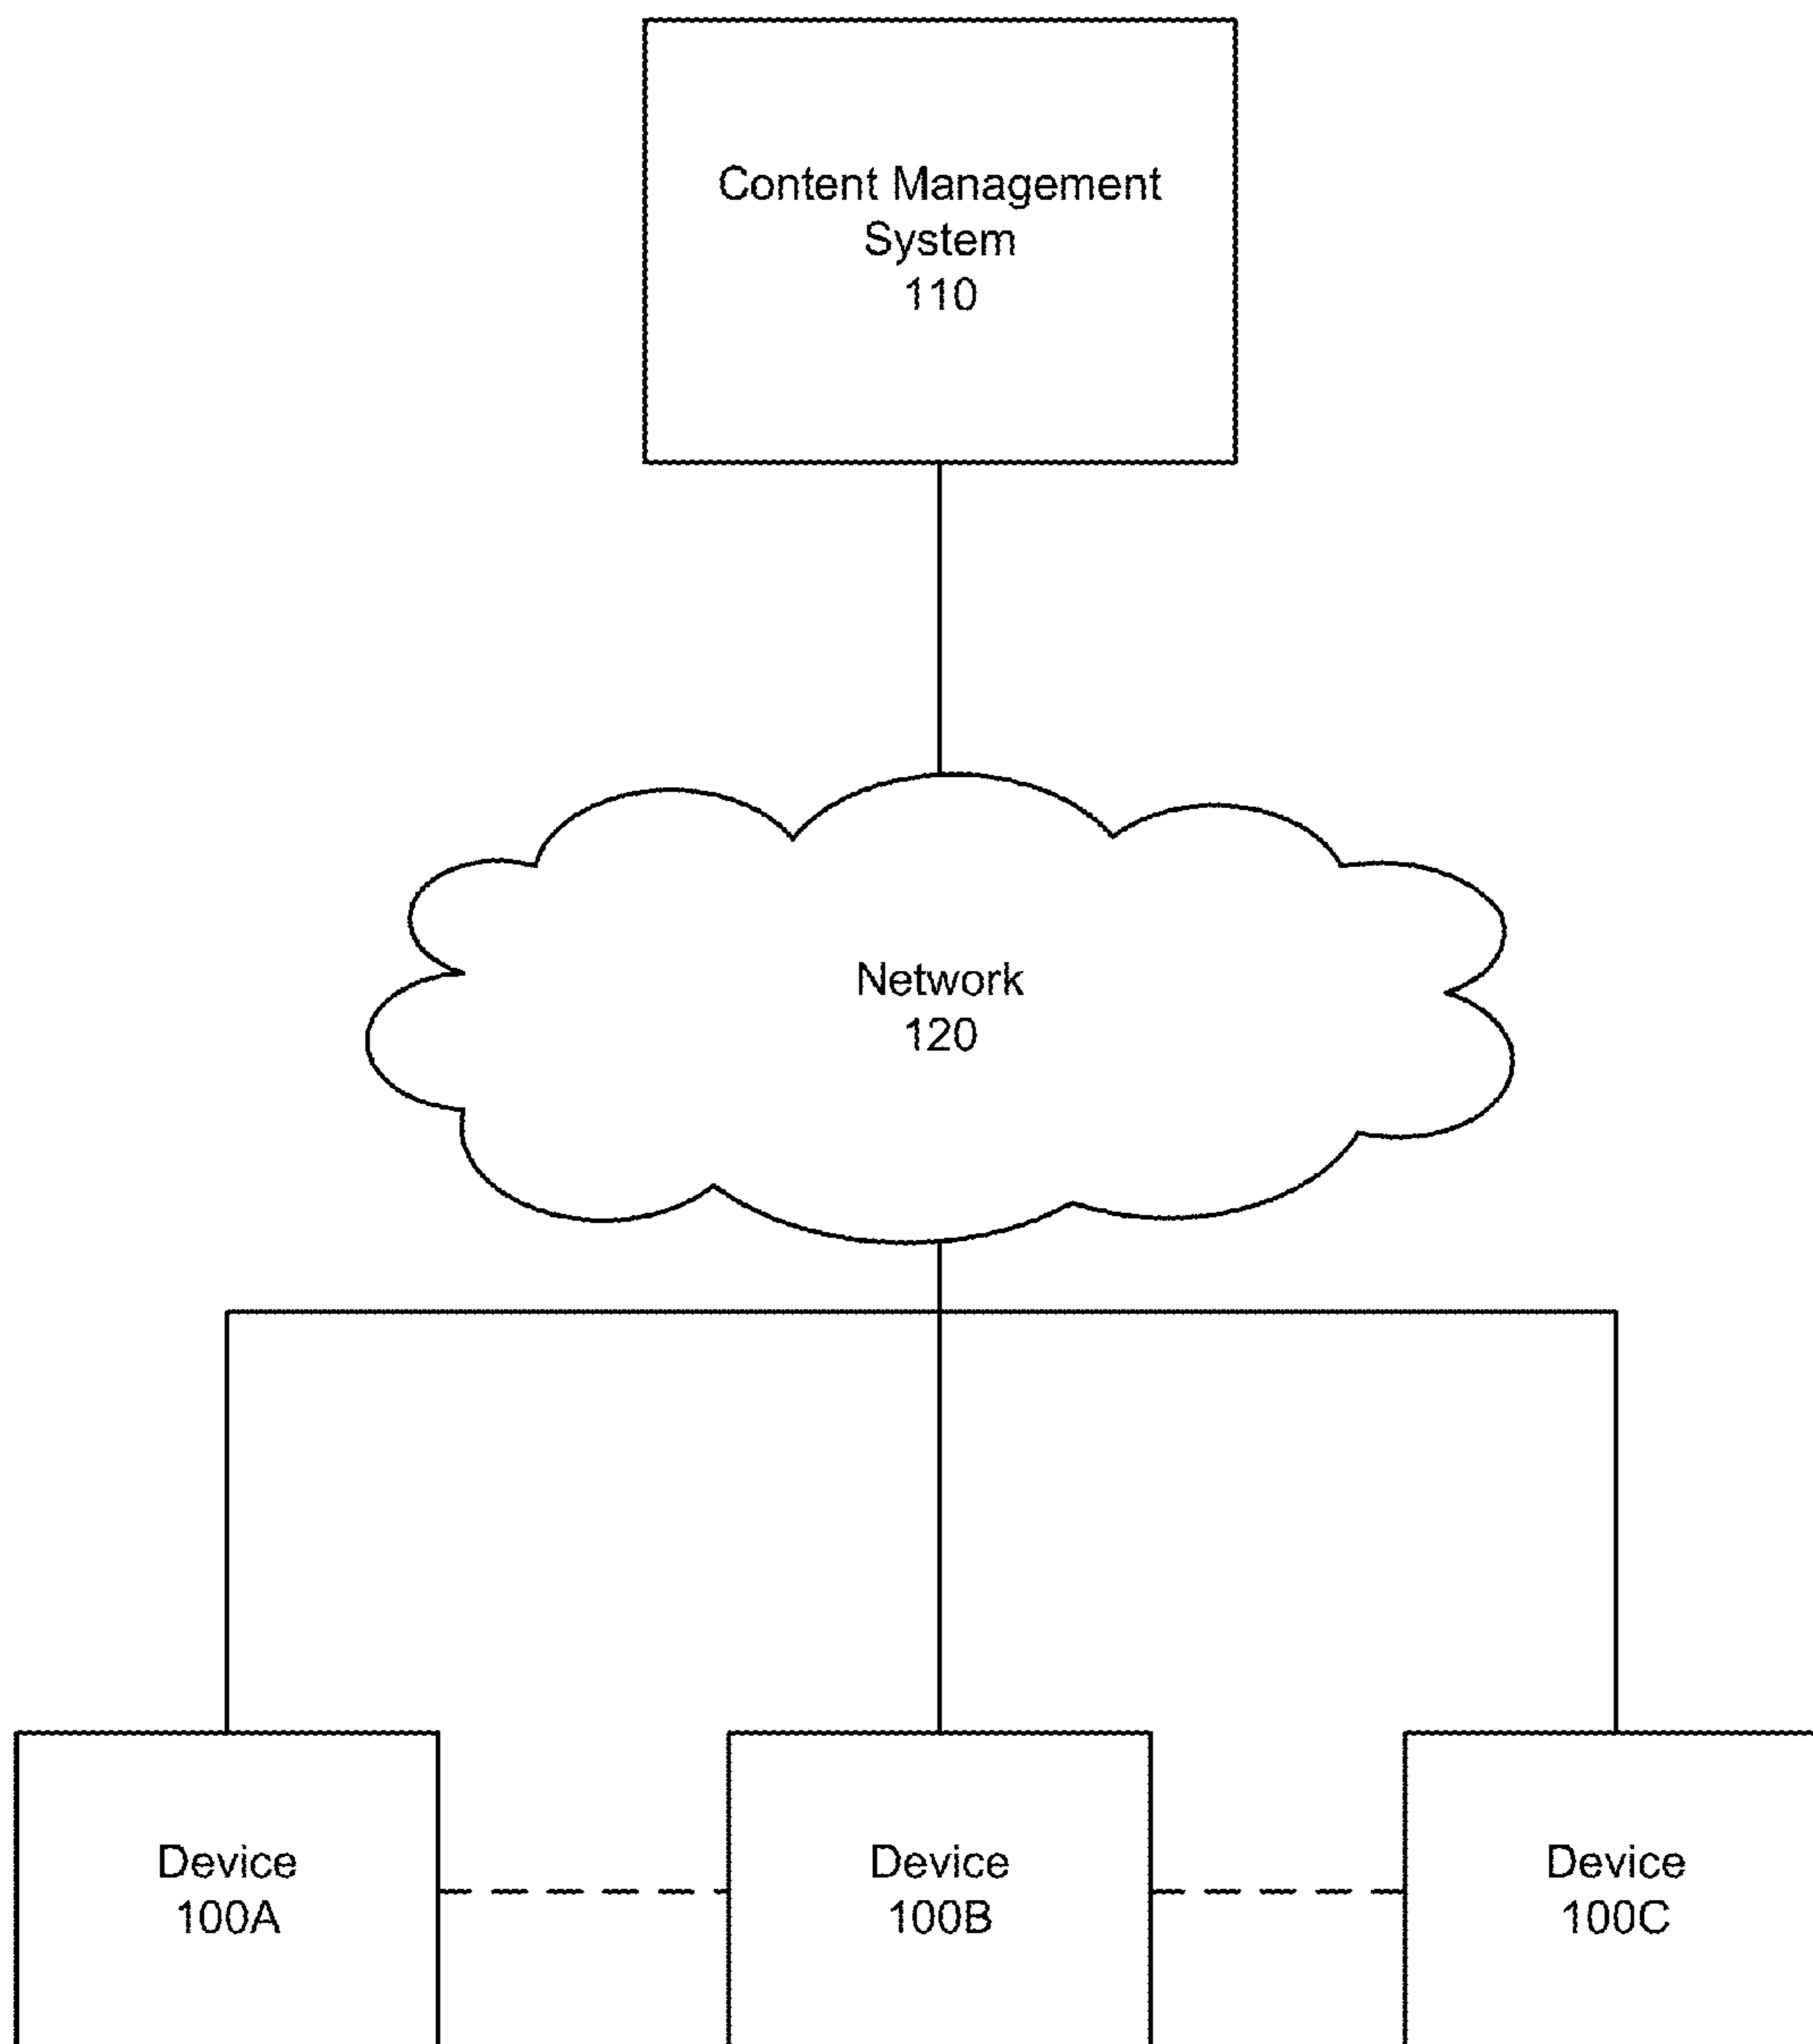 Content Management
System
110
Network
120
Device
100A
Device
100B
Device
100C